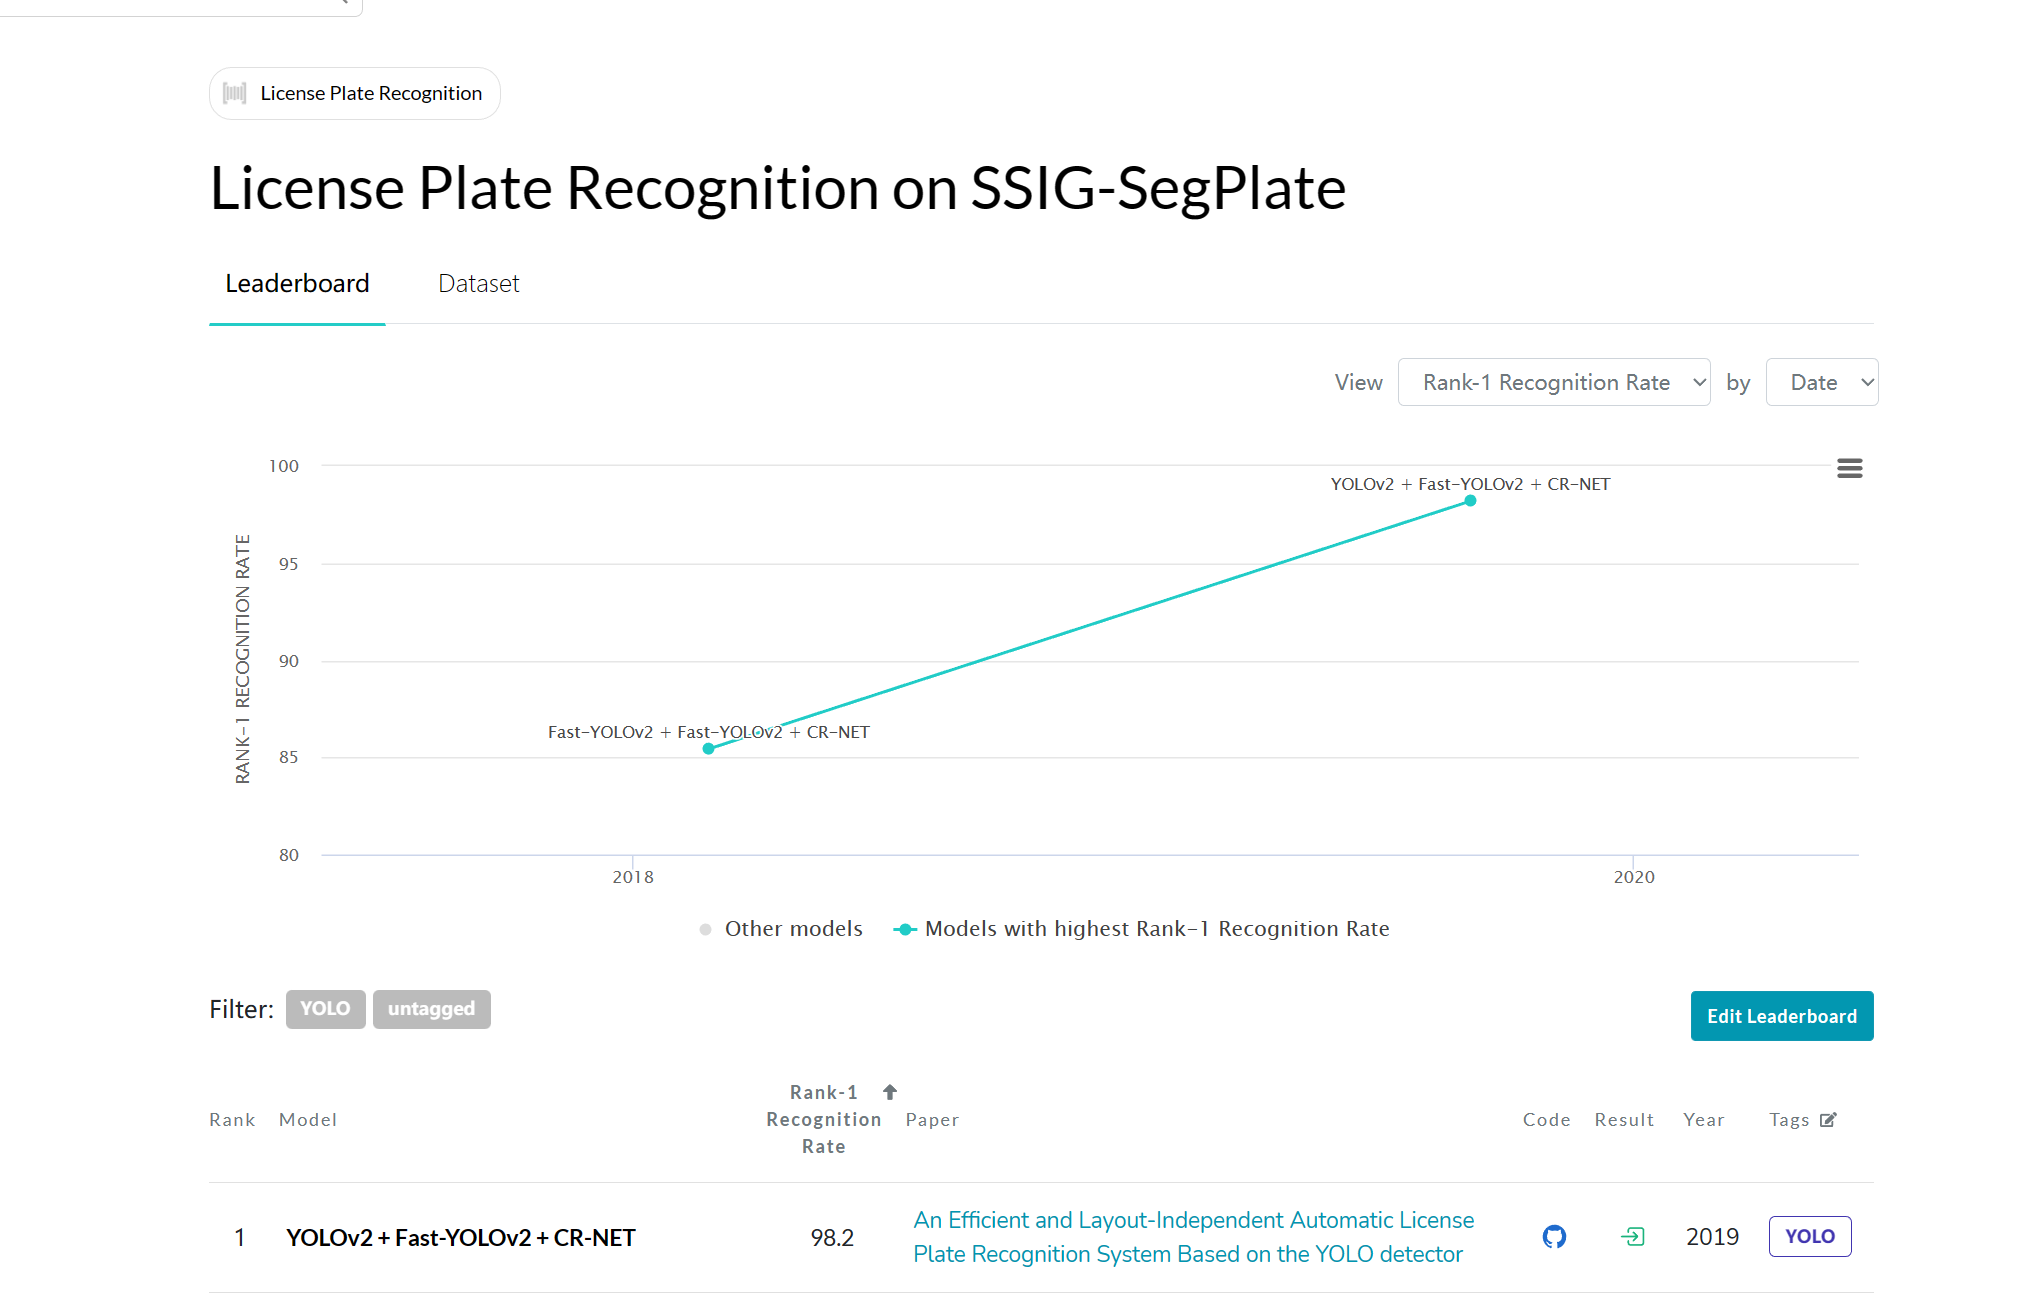 License Plate Recognition
License Plate Recognition on SSIG-SegPlate
Leaderboard Dataset
View Rank-1 Recognition Rate by Date
100
YOLOv2 + Fast-YOLOv2 + CR-NET
95
90
RANK-1 RECOGNITION RATE
Fast-YOLOv2 + Fast-YOLOv2 + CR-NET
85
80
2018 2020
Other models Models with highest Rank-1 Recognition Rate
Filter: YOLO untagged
Edit Leaderboard
Rank Model Rank-1 Recognition Rate Paper Code Result Year Tags
1 YOLOv2 + Fast-YOLOv2 + CR-NET 98.2 An Efficient and Layout-Independent Automatic License
Plate Recognition System Based on the YOLO detector 2019 YOLO